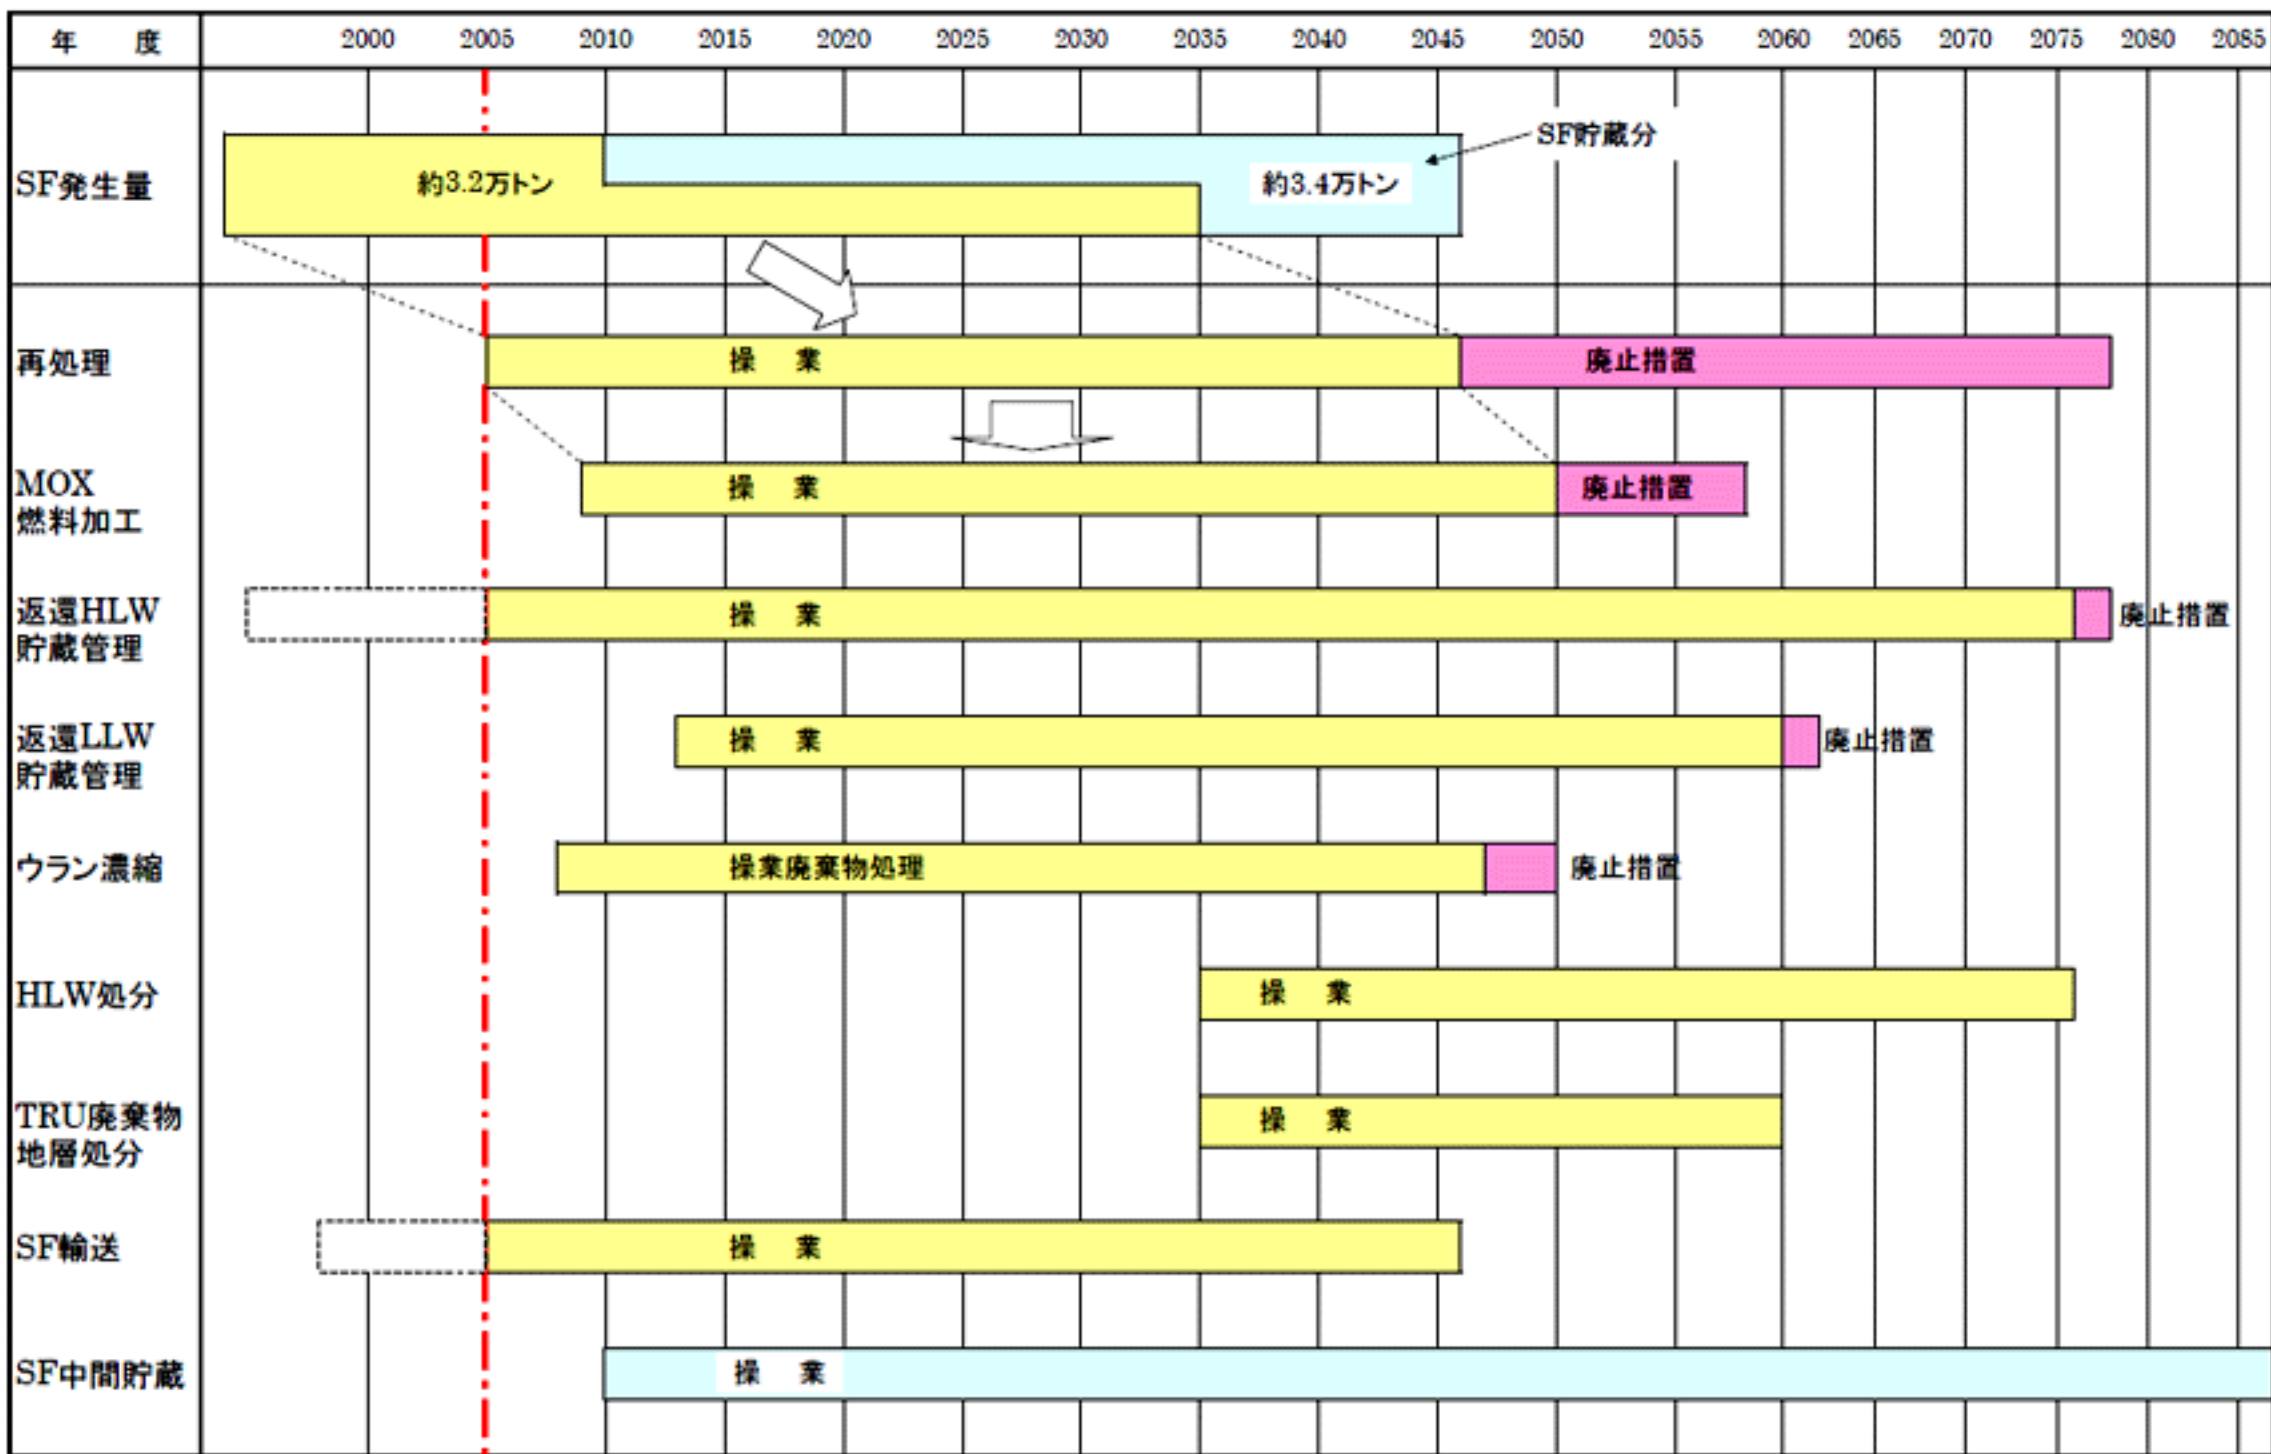 年 度 2000 2005 2010 2015 2020 2025 2030 2035 2040 2045 2050 2055 2060 2065 2070 2075 2080 2085
SF貯蔵分
SF発生量 約3.2万トン 約3.4万トン
再処理 操 業 廃止措置
MOX
燃料加工
操 業 廃止措置
返還HLW
貯蔵管理
操 業 廃止措置
返還LLW
貯蔵管理
操 業 廃止措置
ウラン濃縮 操業廃棄物処理 廃止措置
HLW処分 操 業
TRU廃棄物
地層処分
操 業
SF輸送 操 業
SF中間貯蔵 操 業